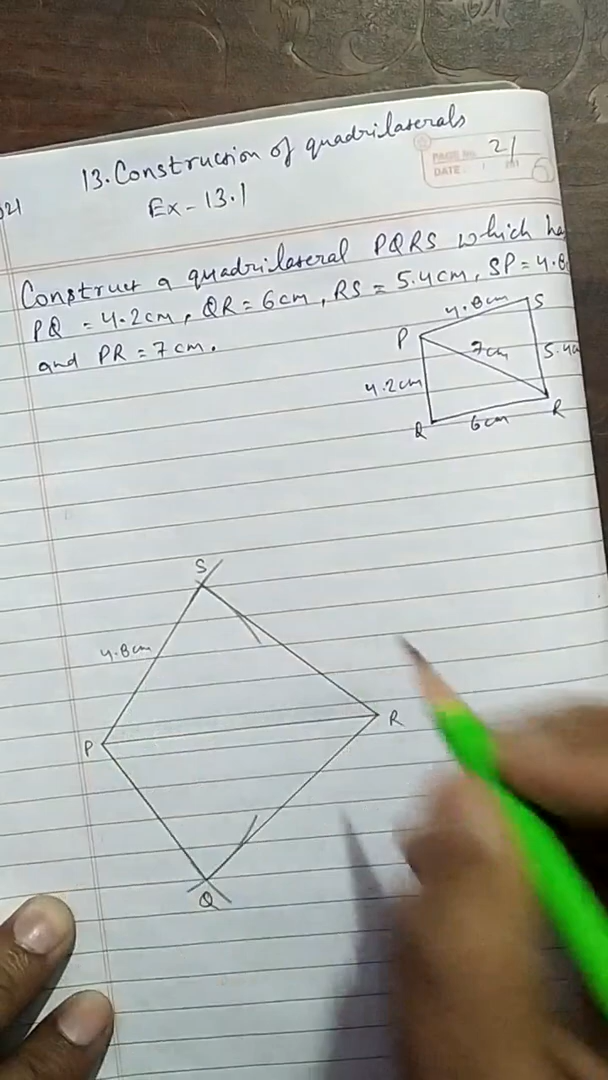 21
13. Construction of quadrilaterals
PAGE NO. 21
DATE
Ex-13.1
Construct a quadrilateral PQRS which
PQ = 4.2cm, QR = 6cm, RS = 5.4cm, SP = 4.8
and PR = 7cm.
4.8cm S
P
7cm
5.4c
4.2cm
Q
6cm
R
S
4.8cm
P
R
Q